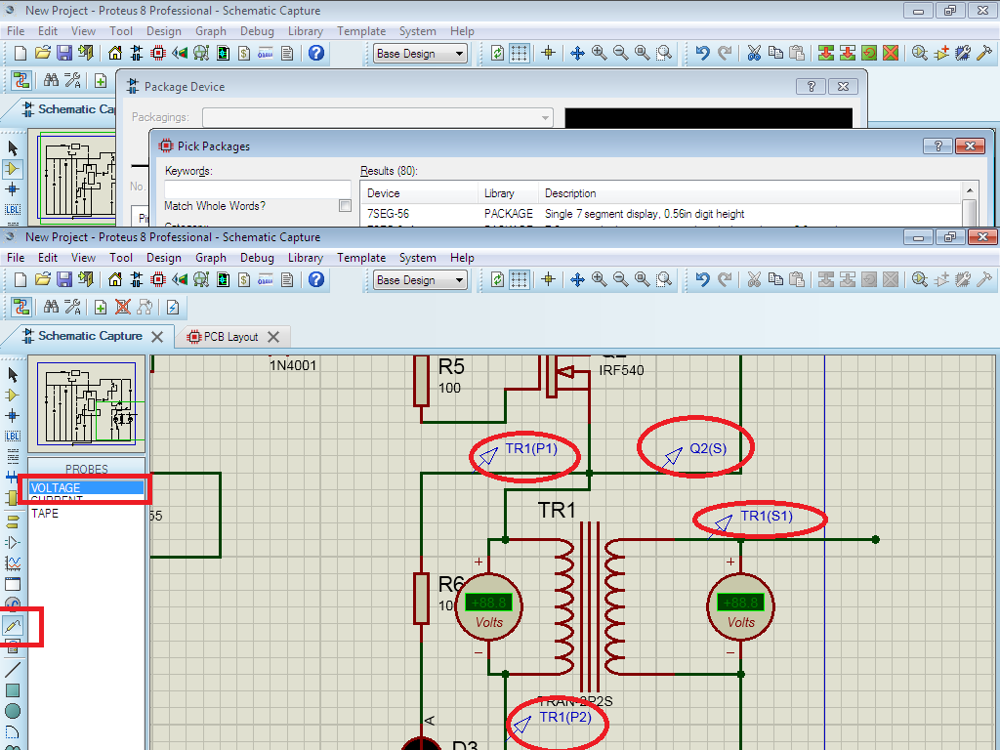 New Project - Proteus 8 Professional - Schematic Capture
File Edit View Tool Design Graph Debug Library Template System Help
Base Design
Package Device
Schematic Ca
Packagings:
Pick Packages
Keywords:
Results (80):
Device Library Description
No.
Match Whole Words?
7SEG-56 PACKAGE Single 7 segment display, 0.56in digit height
LBL
New Project - Proteus 8 Professional - Schematic Capture
File Edit View Tool Design Graph Debug Library Template System Help
Base Design
Schematic Capture
PCB Layout
1N4001
R5
100
IRF540
LBL
TR1(P1)
Q2(S)
PROBES
VOLTAGE
CURRENT
TAPE
55
TR1
TR1(S1)
+
+
R6
10
+88.8
+88.8
Volts
Volts
TRAN-2P2S
TR1(P2)
A
D3